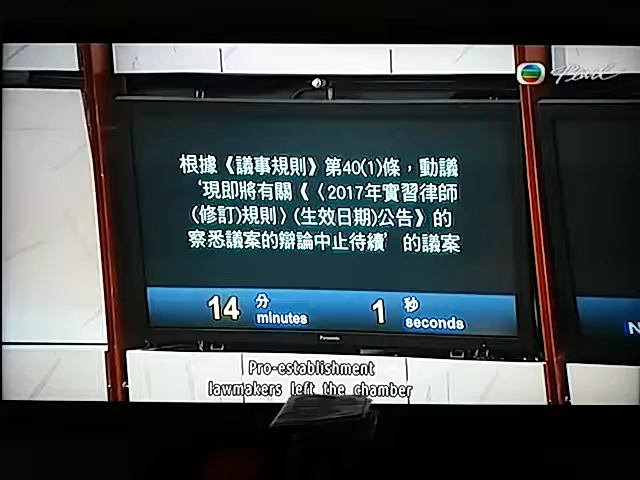 Pearl
根據《議事規則》第40(1)條，動議
‘現即將有關《〈2017年實習律師
(修訂)規則〉(生效日期)公告》的
察悉議案的辯論中止待續’ 的議案
14 分 minutes 1 秒 seconds
N
Panasonic
Pro-establishment
lawmakers left the chamber